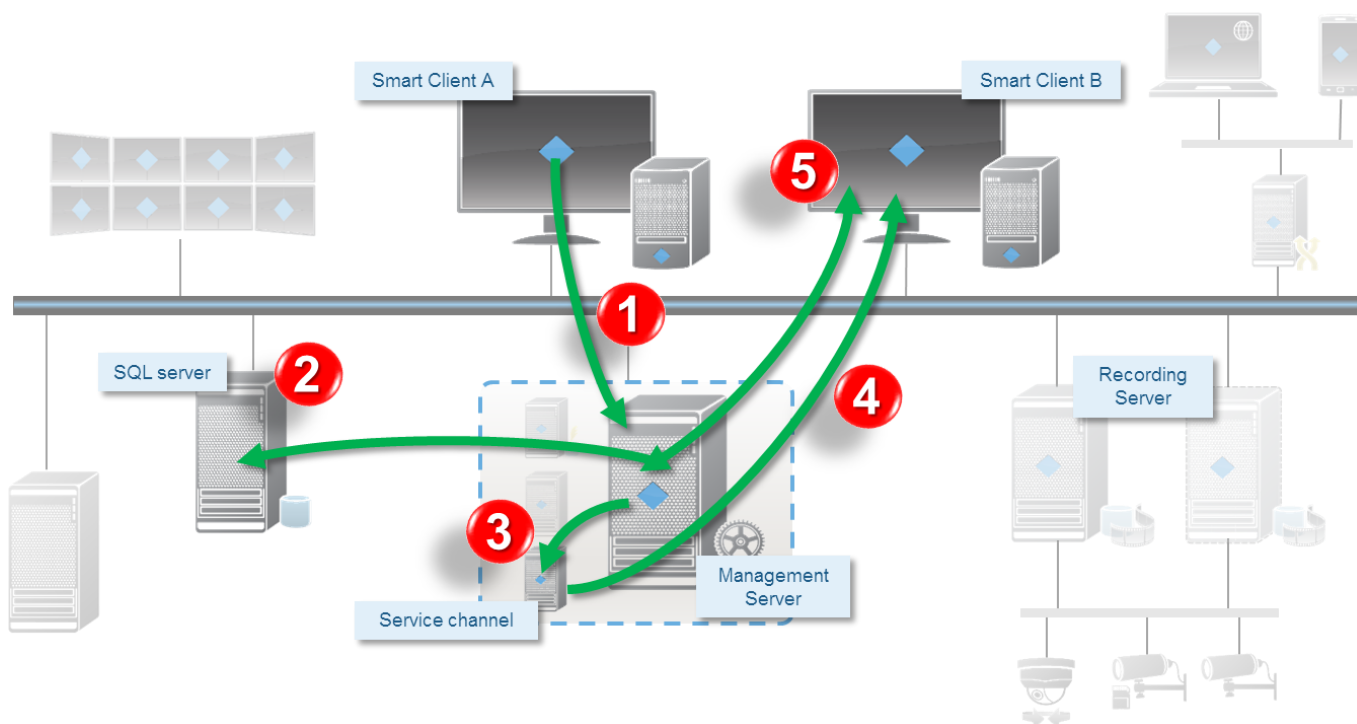 Smart Client A
Smart Client B
5
1
SQL server
2
4
Recording
Server
3
Management
Server
Service channel